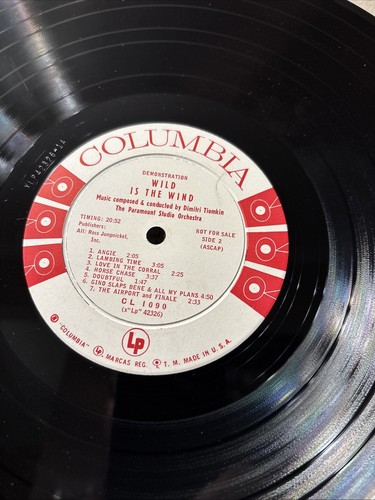 COLUMBIA
DEMONSTRATION
WILD
IS THE WIND
Music composed & conducted by Dimitri Tiomkin
The Paramount Studio Orchestra
TIMING: 20:52
Publishers:
All: Ross Jungnickel,
Inc.
NOT FOR SALE
SIDE 2
(ASCAP)
1. ANGIE 2:05
2. LAMBING TIME 3:05
3. LOVE IN THE CORRAL 2:25
4. HORSE CHASE 3:37
5. DOUBTFUL 1:47
6. GINO SLAPS BENE & ALL MY PLANS 4:50
7. THE AIRPORT and FINALE 2:33
CL 1090
(x"Lp" 42326)
Lp
"COLUMBIA" MARCAS REG. T. M. MADE IN U.S.A.